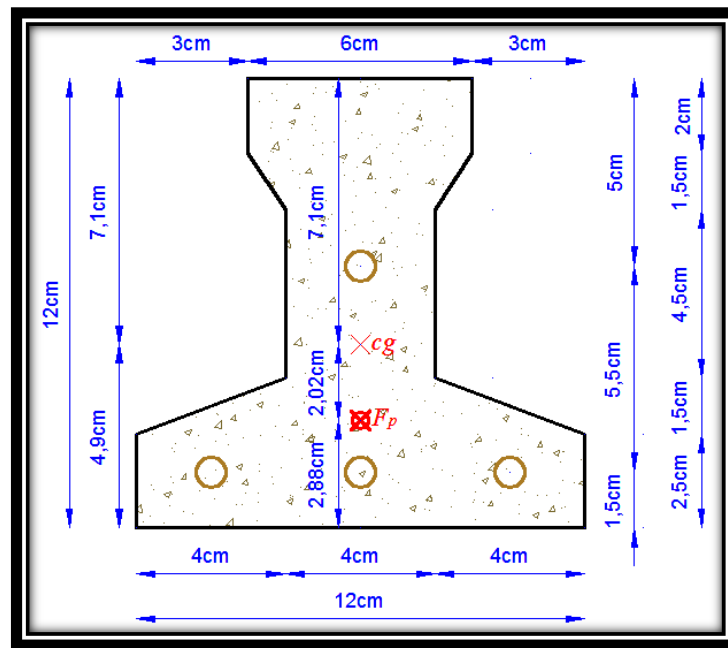 3cm 6cm 3cm
2cm
5cm
1,5cm
7,1cm
7,1cm
12cm
4,5cm
cg
5,5cm
2,02cm
1,5cm
Fp
4,9cm
2,88cm
2,5cm
1,5cm
4cm 4cm 4cm
12cm